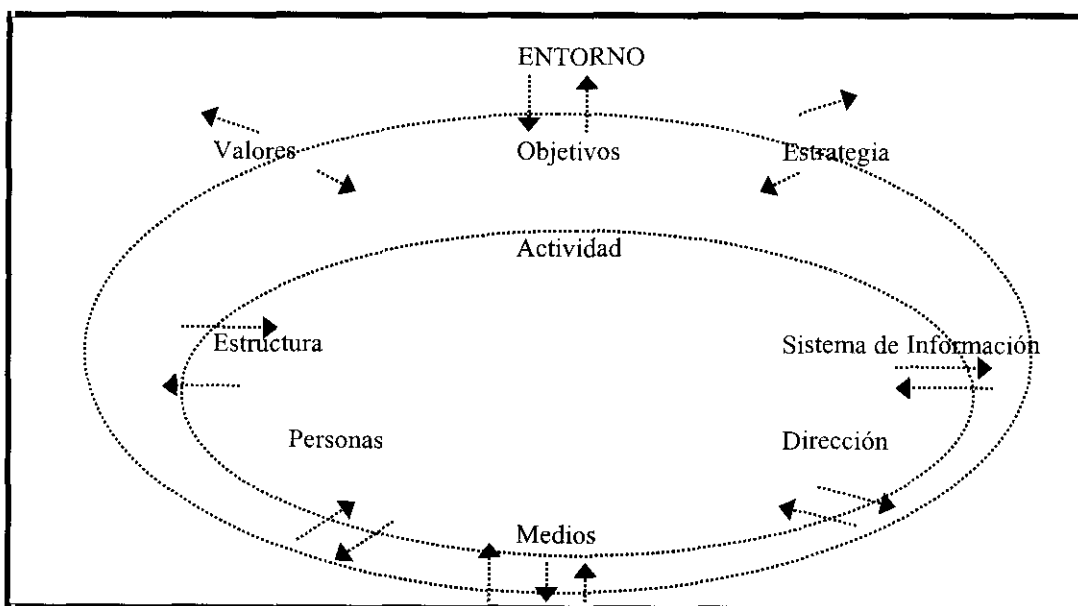 ENTORNO
Valores Objetivos Estrategia
Actividad
Estructura Sistema de Información
Personas Dirección
Medios